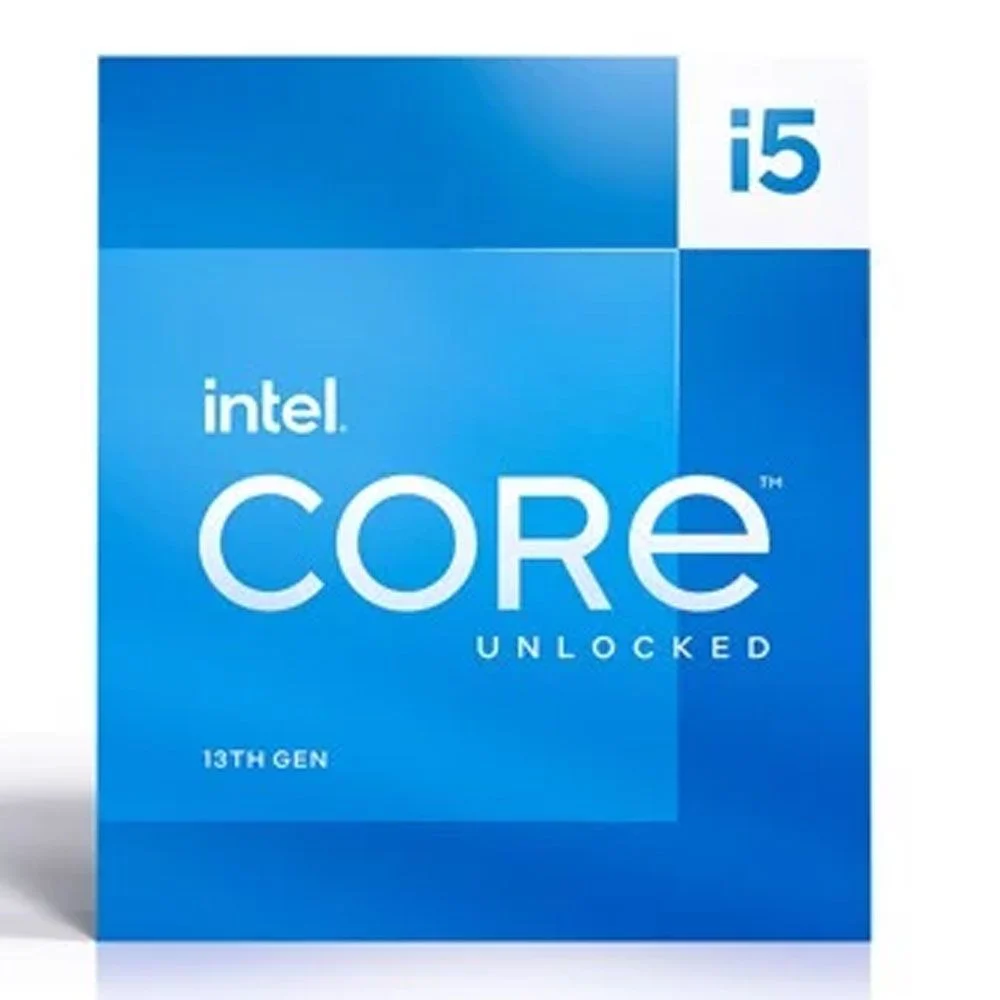 i5
intel.
CORe™
UNLOCKED
13TH GEN